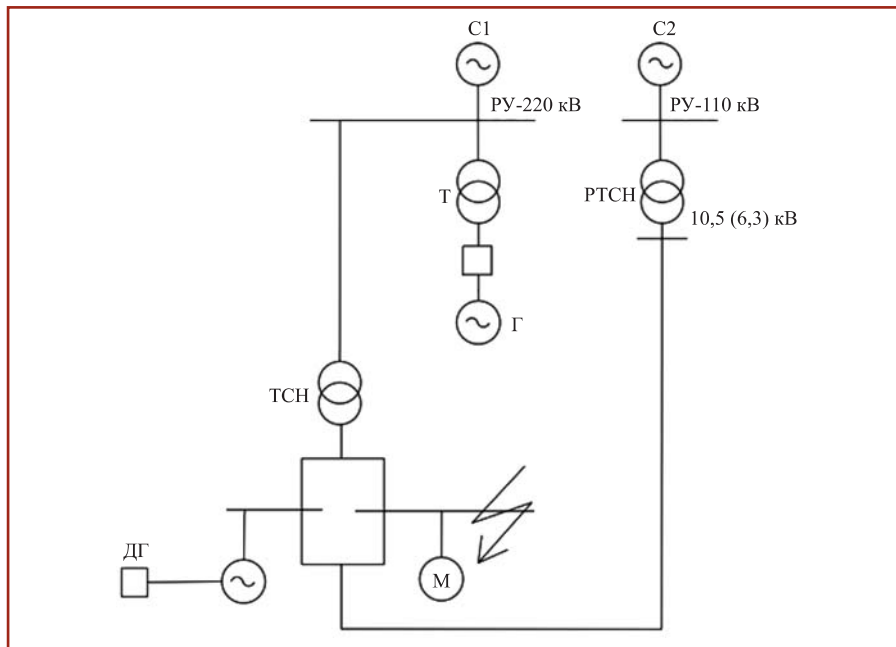 С1
С2
РУ-220 кВ
РУ-110 кВ
Т
РТСН
10,5 (6,3) кВ
Г
ТСН
ДГ
М